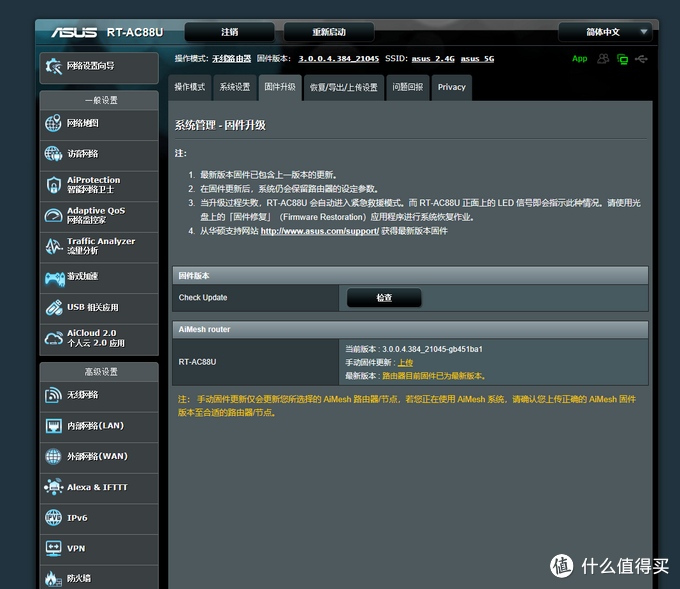 ASUS RT-AC88U 注销 重新启动 简体中文
操作模式: 无线路由器 固件版本: 3.0.0.4.384_21045 SSID: asus_2.4G asus_5G App
网络设置向导
一般设置
网络地图
访客网络
AiProtection
智能网络卫士
Adaptive QoS
网络监控家
Traffic Analyzer
流量分析
游戏加速
USB 相关应用
AiCloud 2.0
个人云 2.0 应用
高级设置
无线网络
内部网络(LAN)
外部网络(WAN)
Alexa & IFTTT
IPv6
VPN
防火墙
操作模式 系统设置 固件升级 恢复/导出/上传设置 问题回报 Privacy
系统管理 - 固件升级
注:
1. 最新版本固件已包含上一版本的更新。
2. 在固件更新后，系统仍会保留路由器的设定参数。
3. 当升级过程失败，RT-AC88U 会自动进入紧急救援模式。而 RT-AC88U 正面上的 LED 信号即会指示此种情况。请使用光
盘上的「固件修复」（Firmware Restoration）应用程序进行系统恢复作业。
4. 从华硕支持网站 http://www.asus.com/support/ 获得最新版本固件
固件版本
Check Update 检查
AiMesh router
RT-AC88U
当前版本 : 3.0.0.4.384_21045-gb451ba1
手动固件更新 : 上传
最新版本 : 路由器目前固件已为最新版本。
注： 手动固件更新仅会更新您所选择的 AiMesh 路由器/节点，若您正在使用 AiMesh 系统，请确认您上传正确的 AiMesh 固件
版本至合适的路由器/节点。
值 什么值得买